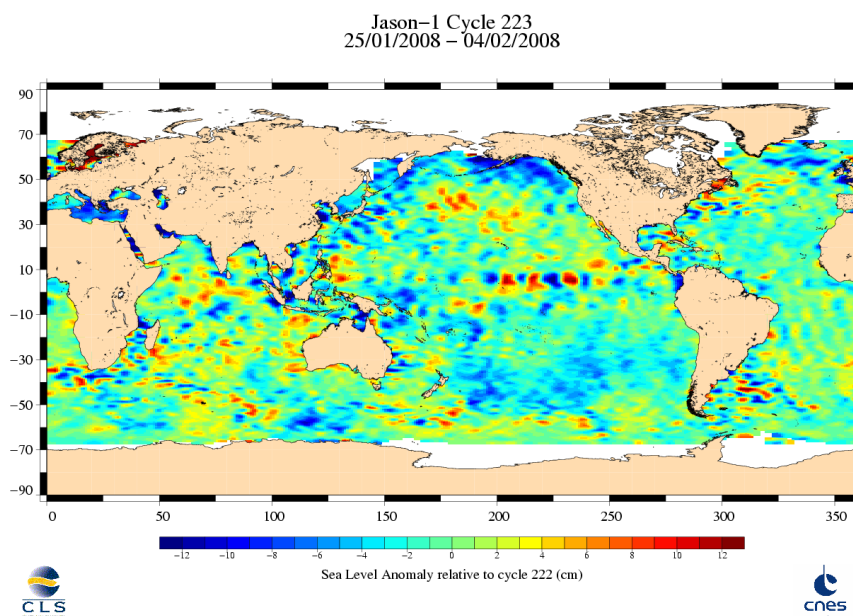 Jason−1 Cycle 223
25/01/2008 − 04/02/2008
90
70
50
30
10
−10
−30
−50
−70
−90
0 50 100 150 200 250 300 350
−12 −10 −8 −6 −4 −2 0 2 4 6 8 10 12
Sea Level Anomaly relative to cycle 222 (cm)
CLS
cnes